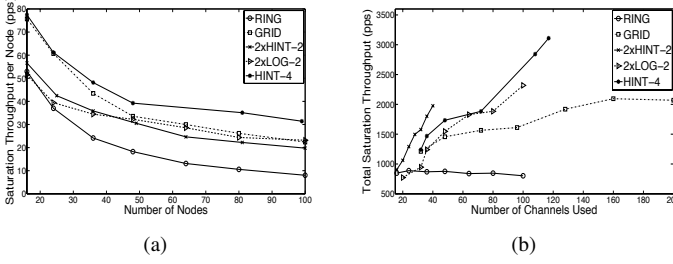 Saturation Throughput per Node (pps)
80
70
60
50
40
30
20
10
0
20
30
40
50
60
70
80
90
100
Number of Nodes
RING
GRID
2xHINT-2
2xLOG-2
HINT-4
(a)
Total Saturation Throughput (pps)
3500
3000
2500
2000
1500
1000
500
20
40
60
80
100
120
140
160
180
200
Number of Channels Used
RING
GRID
2xHINT-2
2xLOG-2
HINT-4
(b)